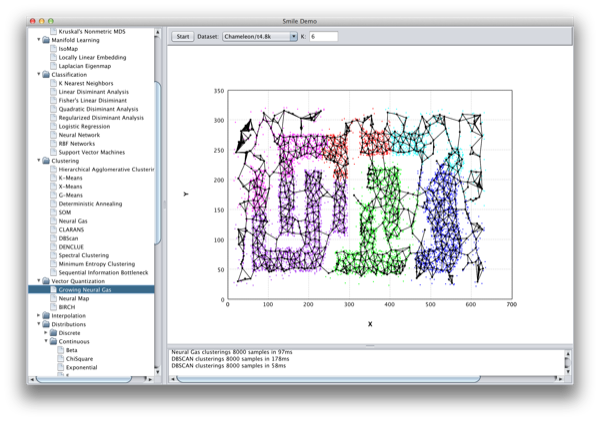 Smile Demo
Kruskal's Nonmetric MDS
Manifold Learning
IsoMap
Locally Linear Embedding
Laplacian Eigenmap
Classification
K Nearest Neighbors
Linear Disiminant Analysis
Fisher's Linear Disiminant
Quadratic Disiminant Analysis
Regularized Disiminant Analysis
Logistic Regression
Neural Network
RBF Networks
Support Vector Machines
Clustering
Hierarchical Agglomerative Clusterin
K-Means
X-Means
G-Means
Deterministic Annealing
SOM
Neural Gas
CLARANS
DBScan
DENCLUE
Spectral Clustering
Minimum Entropy Clustering
Sequential Information Bottleneck
Vector Quantization
Growing Neural Gas
Neural Map
BIRCH
Interpolation
Distributions
Discrete
Continuous
Beta
ChiSquare
Exponential
Start Dataset: Chameleon/t4.8k K: 6
350
300
250
200
150
100
50
0
Y
0 100 200 300 400 500 600 700
X
Neural Gas clusterings 8000 samples in 97ms
DBSCAN clusterings 8000 samples in 178ms
DBSCAN clusterings 8000 samples in 58ms